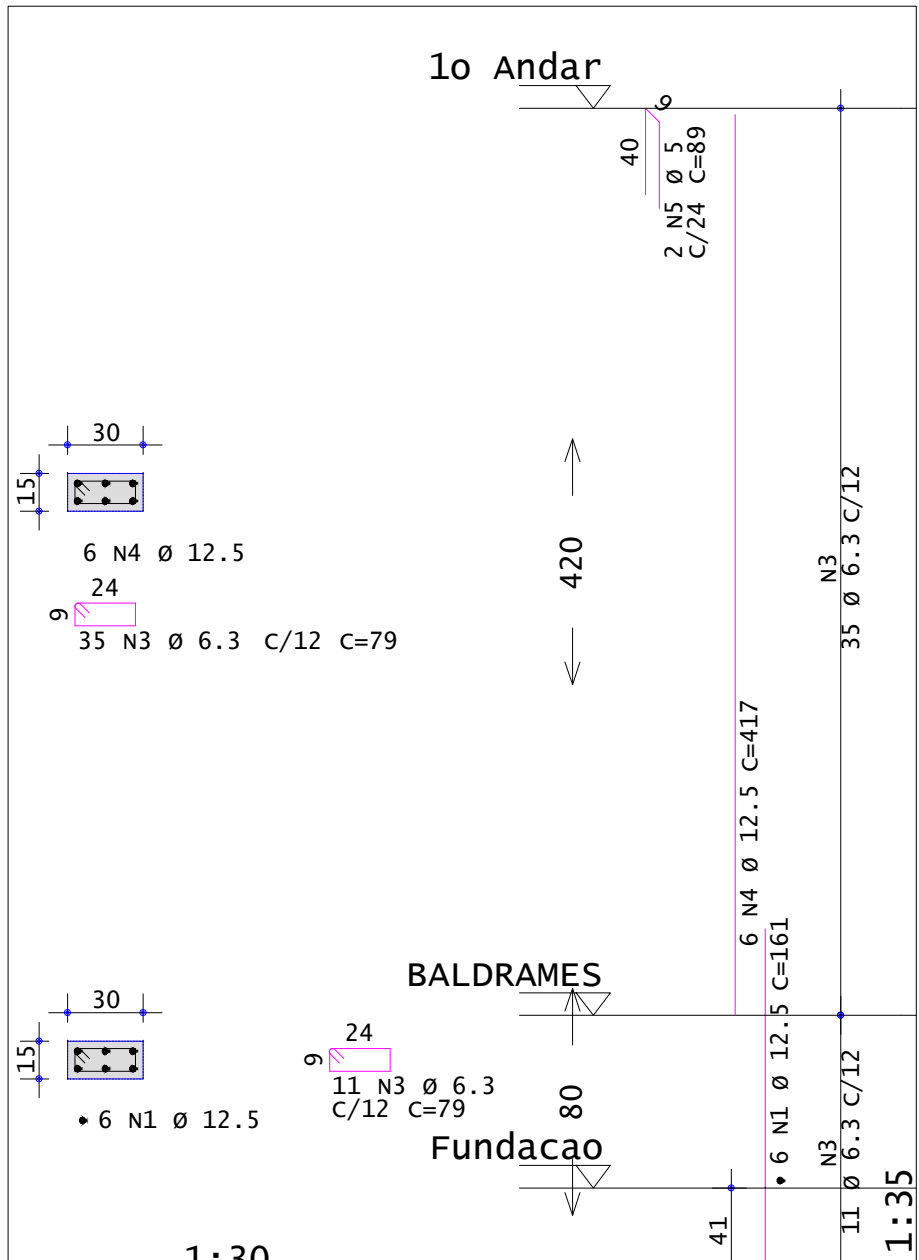 1o Andar
9
40
2 N5 Ø 5
C/24 C=89
30
15
6 N4 Ø 12.5
24
9
35 N3 Ø 6.3 C/12 C=79
420
N3
35 Ø 6.3 C/12
6 N4 Ø 12.5 C=417
BALDRAMES
30
15
6 N1 Ø 12.5
24
9
11 N3 Ø 6.3
C/12 C=79
80
6 N1 Ø 12.5 C=161
N3
11 Ø 6.3 C/12
Fundacao
41
1:35
1:30